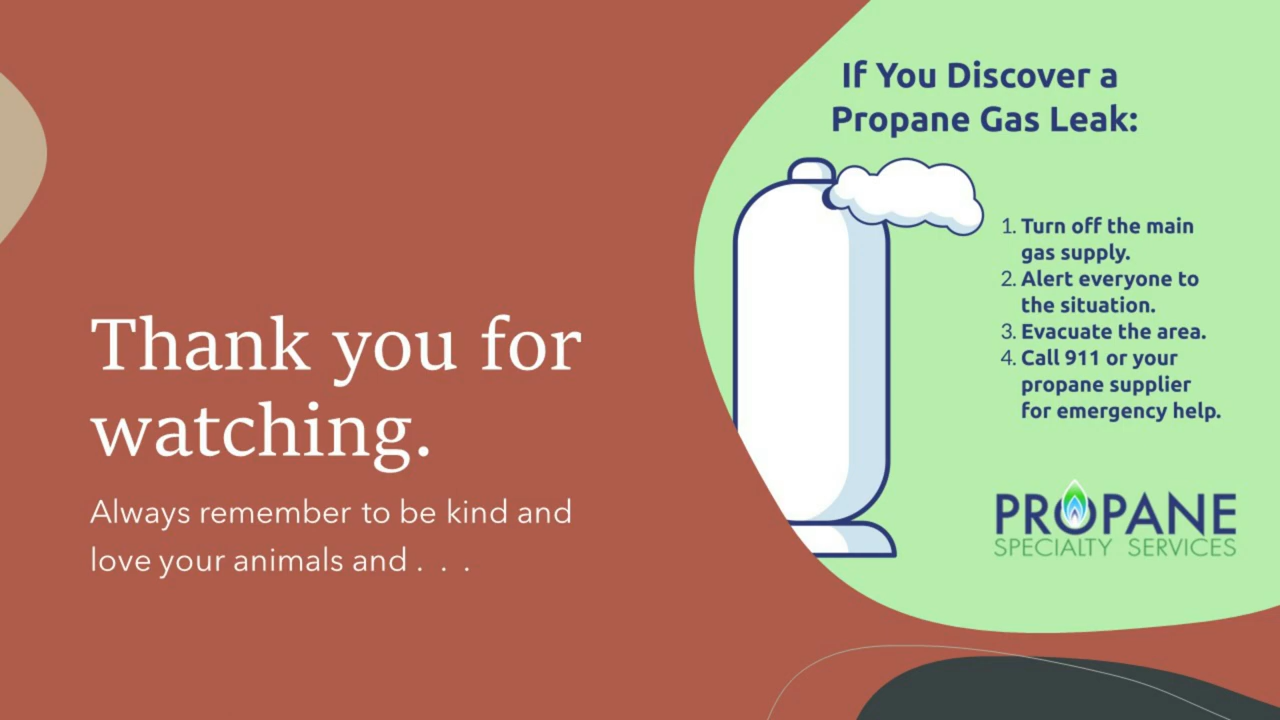 Thank you for
watching.
Always remember to be kind and
love your animals and . . .
If You Discover a
Propane Gas Leak:
1. Turn off the main
gas supply.
2. Alert everyone to
the situation.
3. Evacuate the area.
4. Call 911 or your
propane supplier
for emergency help.
PROPANE
SPECIALTY SERVICES